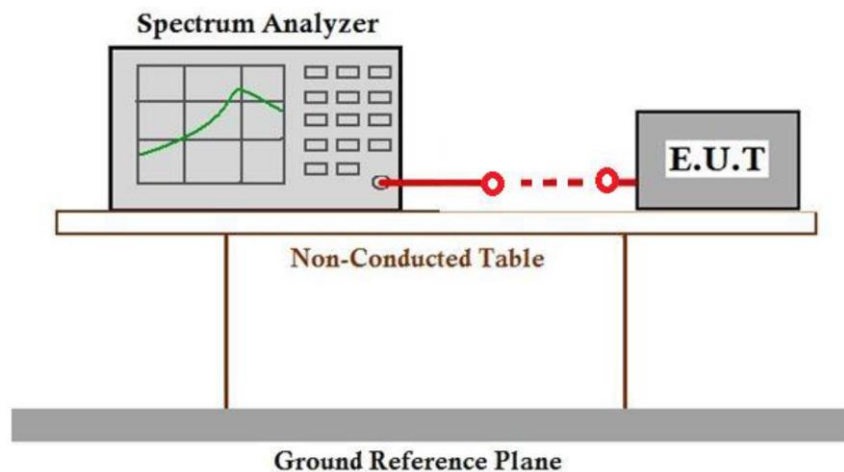 Spectrum Analyzer
E.U.T
Non-Conducted Table
Ground Reference Plane